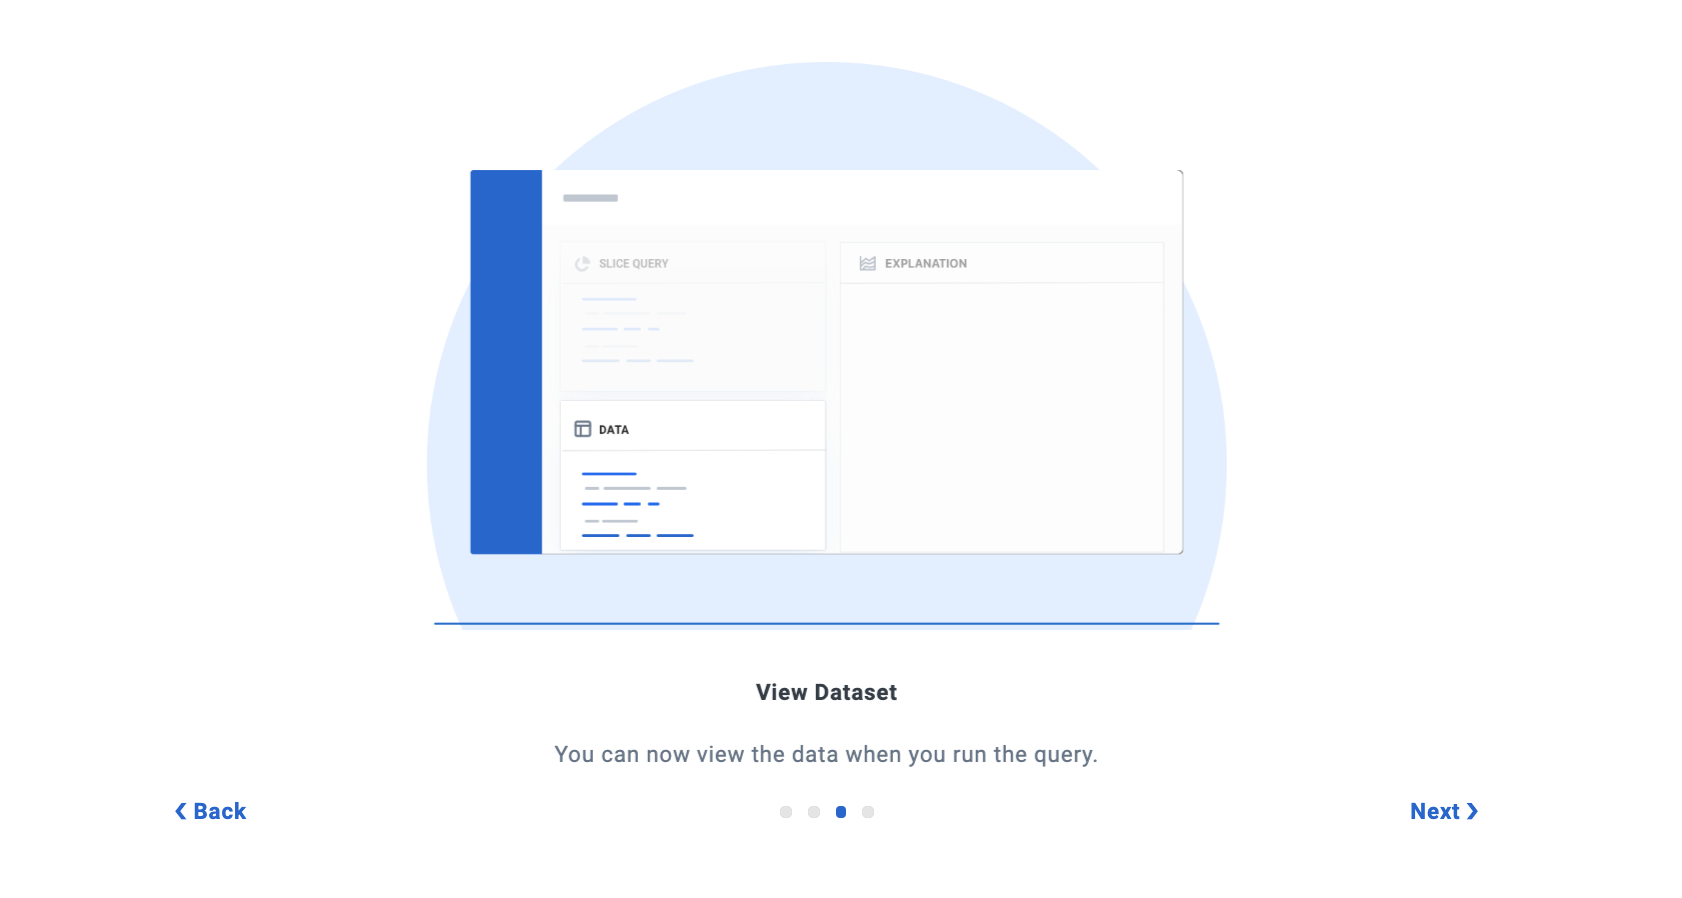 SLICE QUERY
EXPLANATION
DATA
View Dataset
You can now view the data when you run the query.
Back
Next